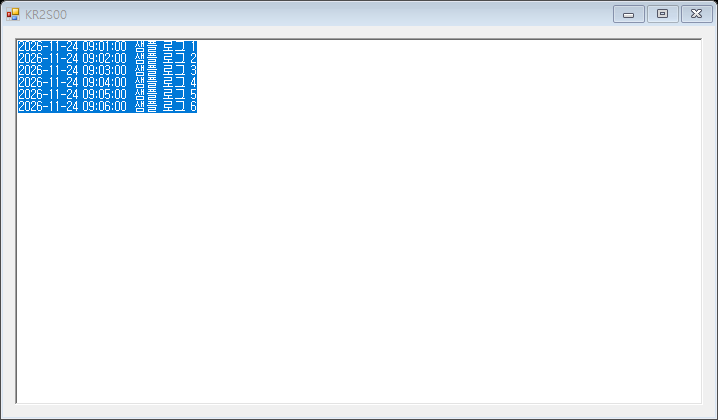 KR2S00
2026-11-24 09:01:00 샘플 로그 1
2026-11-24 09:02:00 샘플 로그 2
2026-11-24 09:03:00 샘플 로그 3
2026-11-24 09:04:00 샘플 로그 4
2026-11-24 09:05:00 샘플 로그 5
2026-11-24 09:06:00 샘플 로그 6